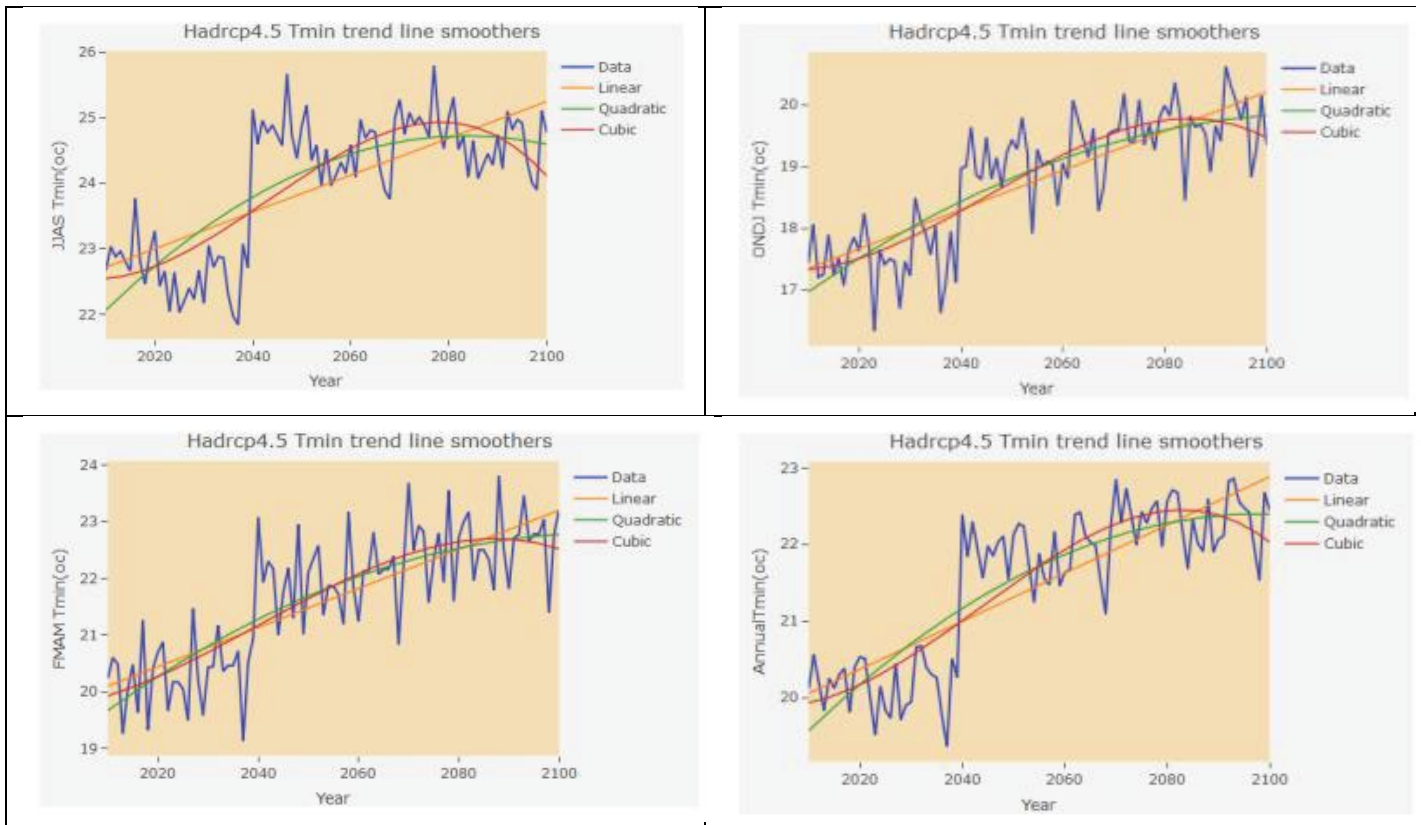 Hadrcp4.5 Tmin trend line smoothers
26
25
24
23
22
JJAS Tmin(oc)
2020 2040 2060 2080 2100
Year
Data
Linear
Quadratic
Cubic
Hadrcp4.5 Tmin trend line smoothers
20
19
18
17
ONDJ Tmin(oc)
2020 2040 2060 2080 2100
Year
Data
Linear
Quadratic
Cubic
Hadrcp4.5 Tmin trend line smoothers
24
23
22
21
20
19
FMAM Tmin(oc)
2020 2040 2060 2080 2100
Year
Data
Linear
Quadratic
Cubic
Hadrcp4.5 Tmin trend line smoothers
23
22
21
20
AnnualTmin(oc)
2020 2040 2060 2080 2100
Year
Data
Linear
Quadratic
Cubic